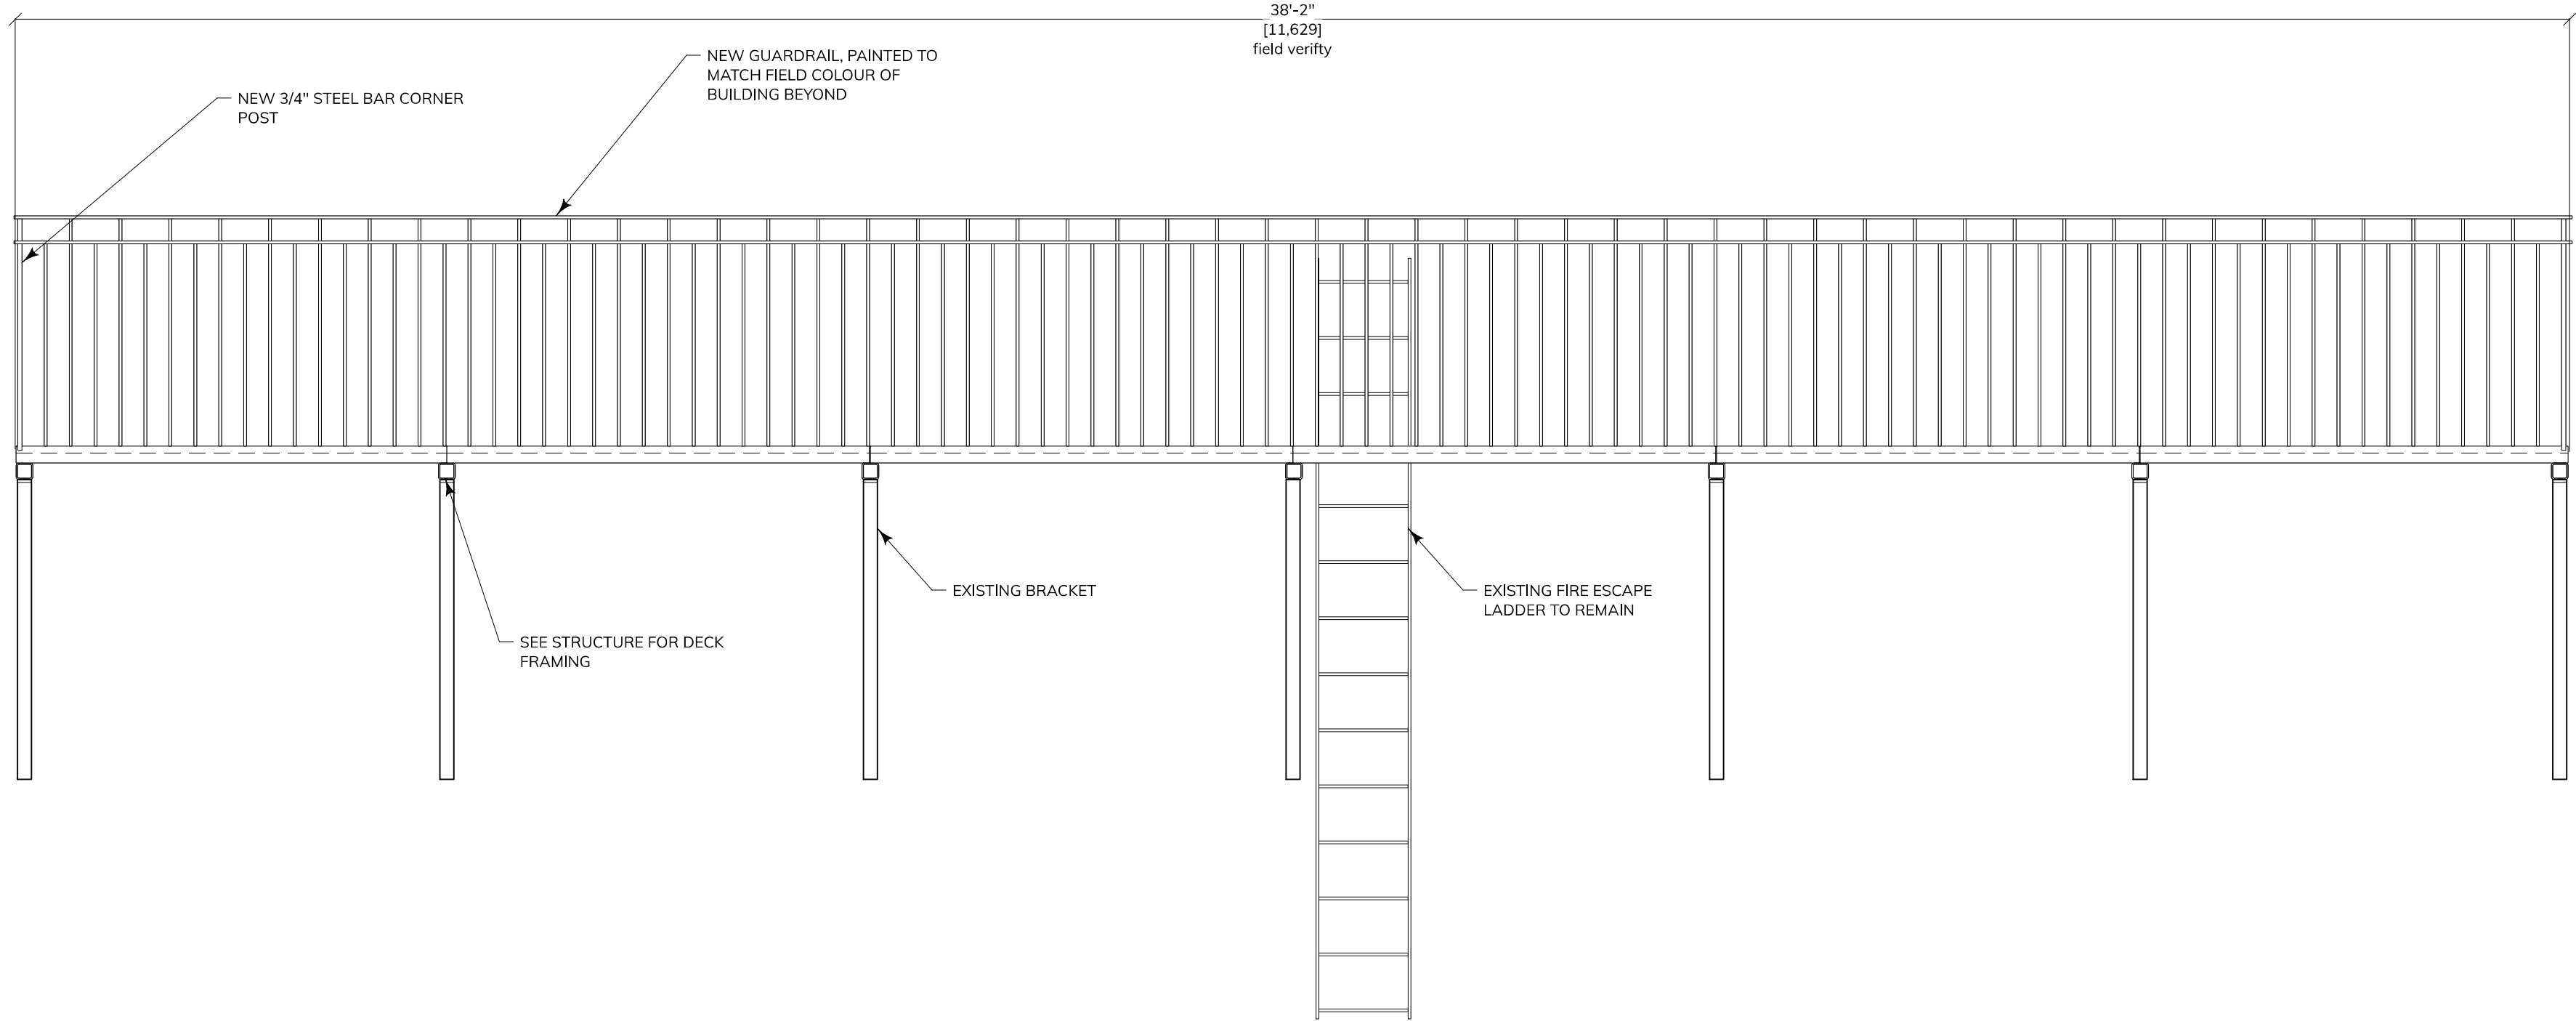 38'-2"
[11,629]
field verifty
NEW GUARDRAIL, PAINTED TO
MATCH FIELD COLOUR OF
BUILDING BEYOND
NEW 3/4" STEEL BAR CORNER
POST
EXISTING BRACKET
EXISTING FIRE ESCAPE
LADDER TO REMAIN
SEE STRUCTURE FOR DECK
FRAMING